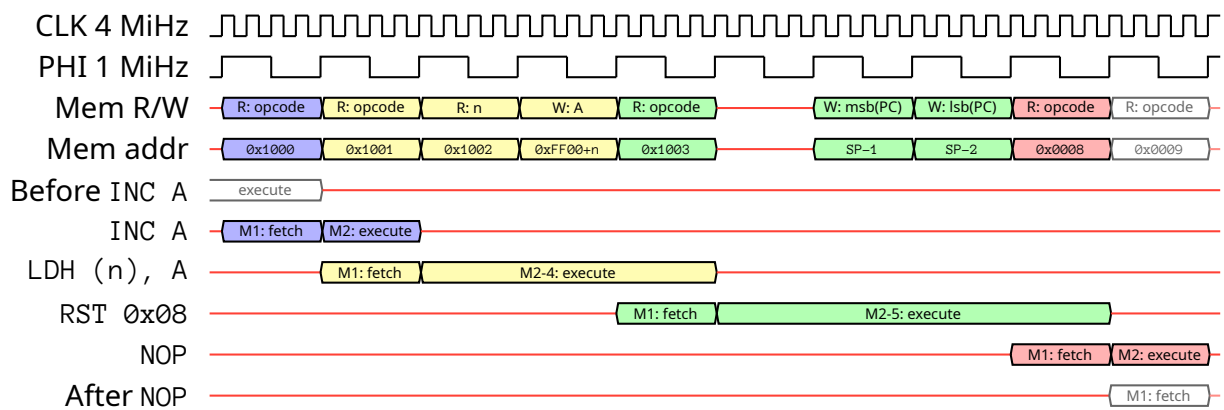 CLK 4 MiHz
PHI 1 MiHz
Mem R/W R: opcode R: opcode R: n W: A R: opcode W: msb(PC) W: lsb(PC) R: opcode R: opcode
Mem addr 0x1000 0x1001 0x1002 0xFF00+n 0x1003 SP-1 SP-2 0x0008 0x0009
Before INC A execute
INC A M1: fetch M2: execute
LDH (n), A M1: fetch M2-4: execute
RST 0x08 M1: fetch M2-5: execute
NOP M1: fetch M2: execute
After NOP M1: fetch